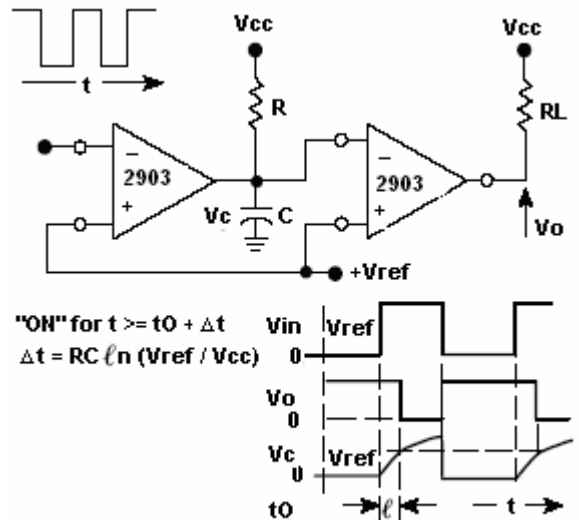 Vcc
Vcc
t
R
RL
−
2903
+
−
2903
+
Vc
C
Vo
+Vref
"ON" for t >= tO + Δt
Δt = RC ℓn (Vref / Vcc)
Vin
Vref
0
Vo
0
Vc
Vref
0
tO
ℓ
t